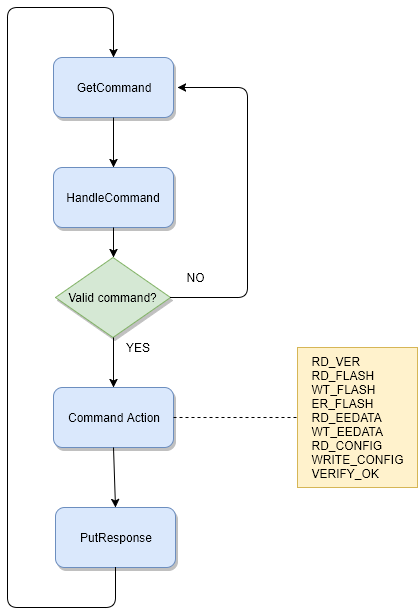 GetCommand
HandleCommand
Valid command?
NO
YES
Command Action
RD_VER
RD_FLASH
WT_FLASH
ER_FLASH
RD_EEDATA
WT_EEDATA
RD_CONFIG
WRITE_CONFIG
VERIFY_OK
PutResponse